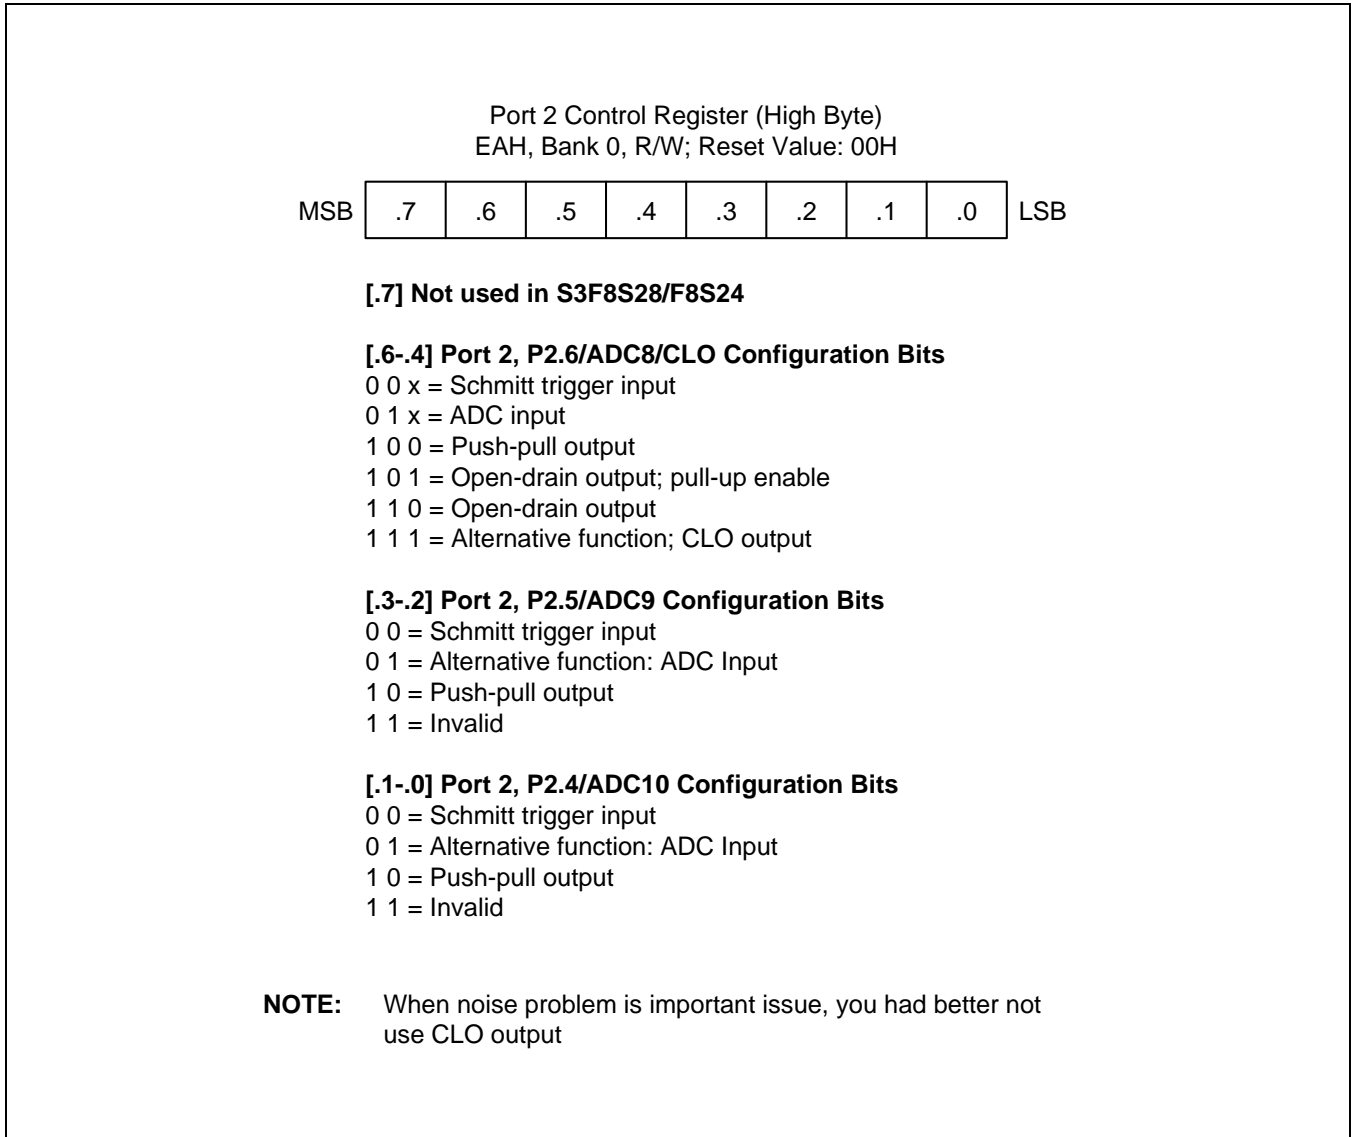 Port 2 Control Register (High Byte)
EAH, Bank 0, R/W; Reset Value: 00H
MSB .7 .6 .5 .4 .3 .2 .1 .0 LSB
[.7] Not used in S3F8S28/F8S24
[.6-.4] Port 2, P2.6/ADC8/CLO Configuration Bits
0 0 x = Schmitt trigger input
0 1 x = ADC input
1 0 0 = Push-pull output
1 0 1 = Open-drain output; pull-up enable
1 1 0 = Open-drain output
1 1 1 = Alternative function; CLO output
[.3-.2] Port 2, P2.5/ADC9 Configuration Bits
0 0 = Schmitt trigger input
0 1 = Alternative function: ADC Input
1 0 = Push-pull output
1 1 = Invalid
[.1-.0] Port 2, P2.4/ADC10 Configuration Bits
0 0 = Schmitt trigger input
0 1 = Alternative function: ADC Input
1 0 = Push-pull output
1 1 = Invalid
NOTE: When noise problem is important issue, you had better not
use CLO output